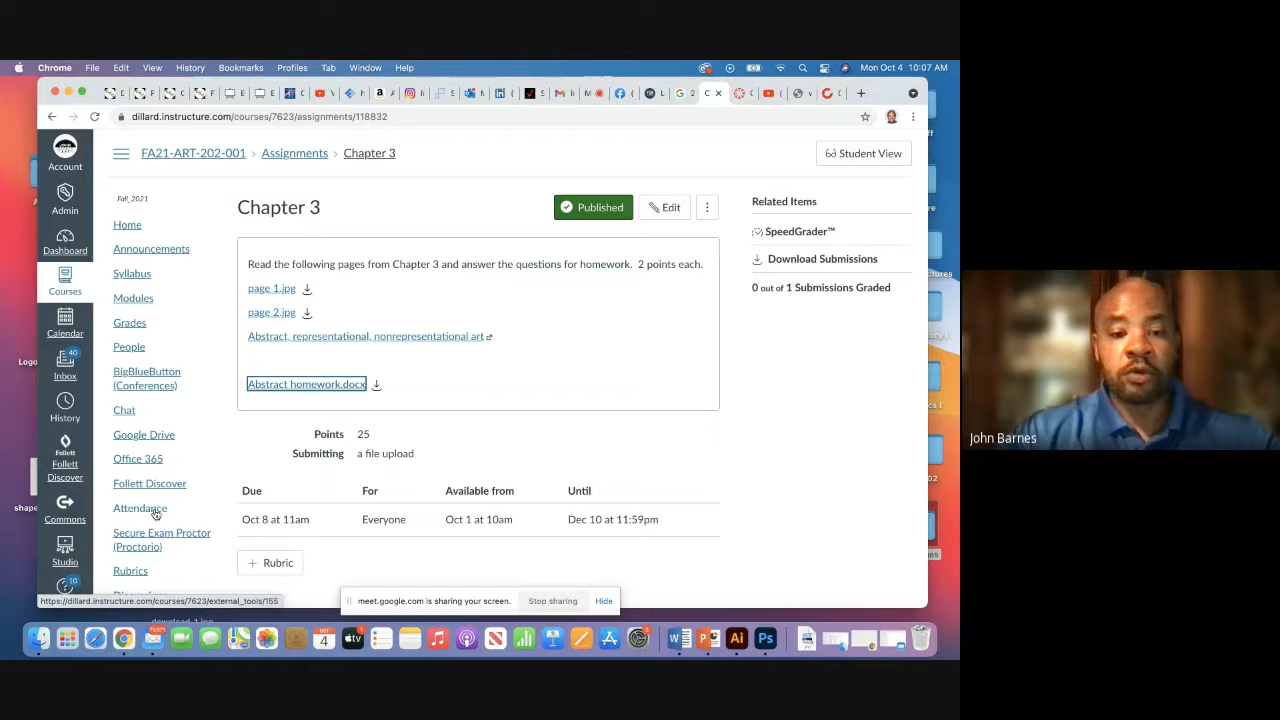 Chrome File Edit View History Bookmarks Profiles Tab Window Help Mon Oct 4 10:07 AM
dillard.instructure.com/courses/7623/assignments/118832
FA21-ART-202-001 › Assignments › Chapter 3
Student View
Account
Admin
Dashboard
Courses
Calendar
40
Inbox
History
Follett
Follett
Discover
Commons
Studio
10
Fall_2021
Home
Announcements
Syllabus
Modules
Grades
People
BigBlueButton
(Conferences)
Chat
Google Drive
Office 365
Follett Discover
Attendance
Secure Exam Proctor
(Proctorio)
Rubrics
Chapter 3
Published
Edit
Read the following pages from Chapter 3 and answer the questions for homework. 2 points each.
page 1.jpg
page 2.jpg
Abstract, representational, nonrepresentational art
Abstract homework.docx
Points 25
Submitting a file upload
Due For Available from Until
Oct 8 at 11am Everyone Oct 1 at 10am Dec 10 at 11:59pm
+ Rubric
Related Items
SpeedGrader™
Download Submissions
0 out of 1 Submissions Graded
https://dillard.instructure.com/courses/7623/external_tools/155
meet.google.com is sharing your screen. Stop sharing Hide
Logo
shape
John Barnes